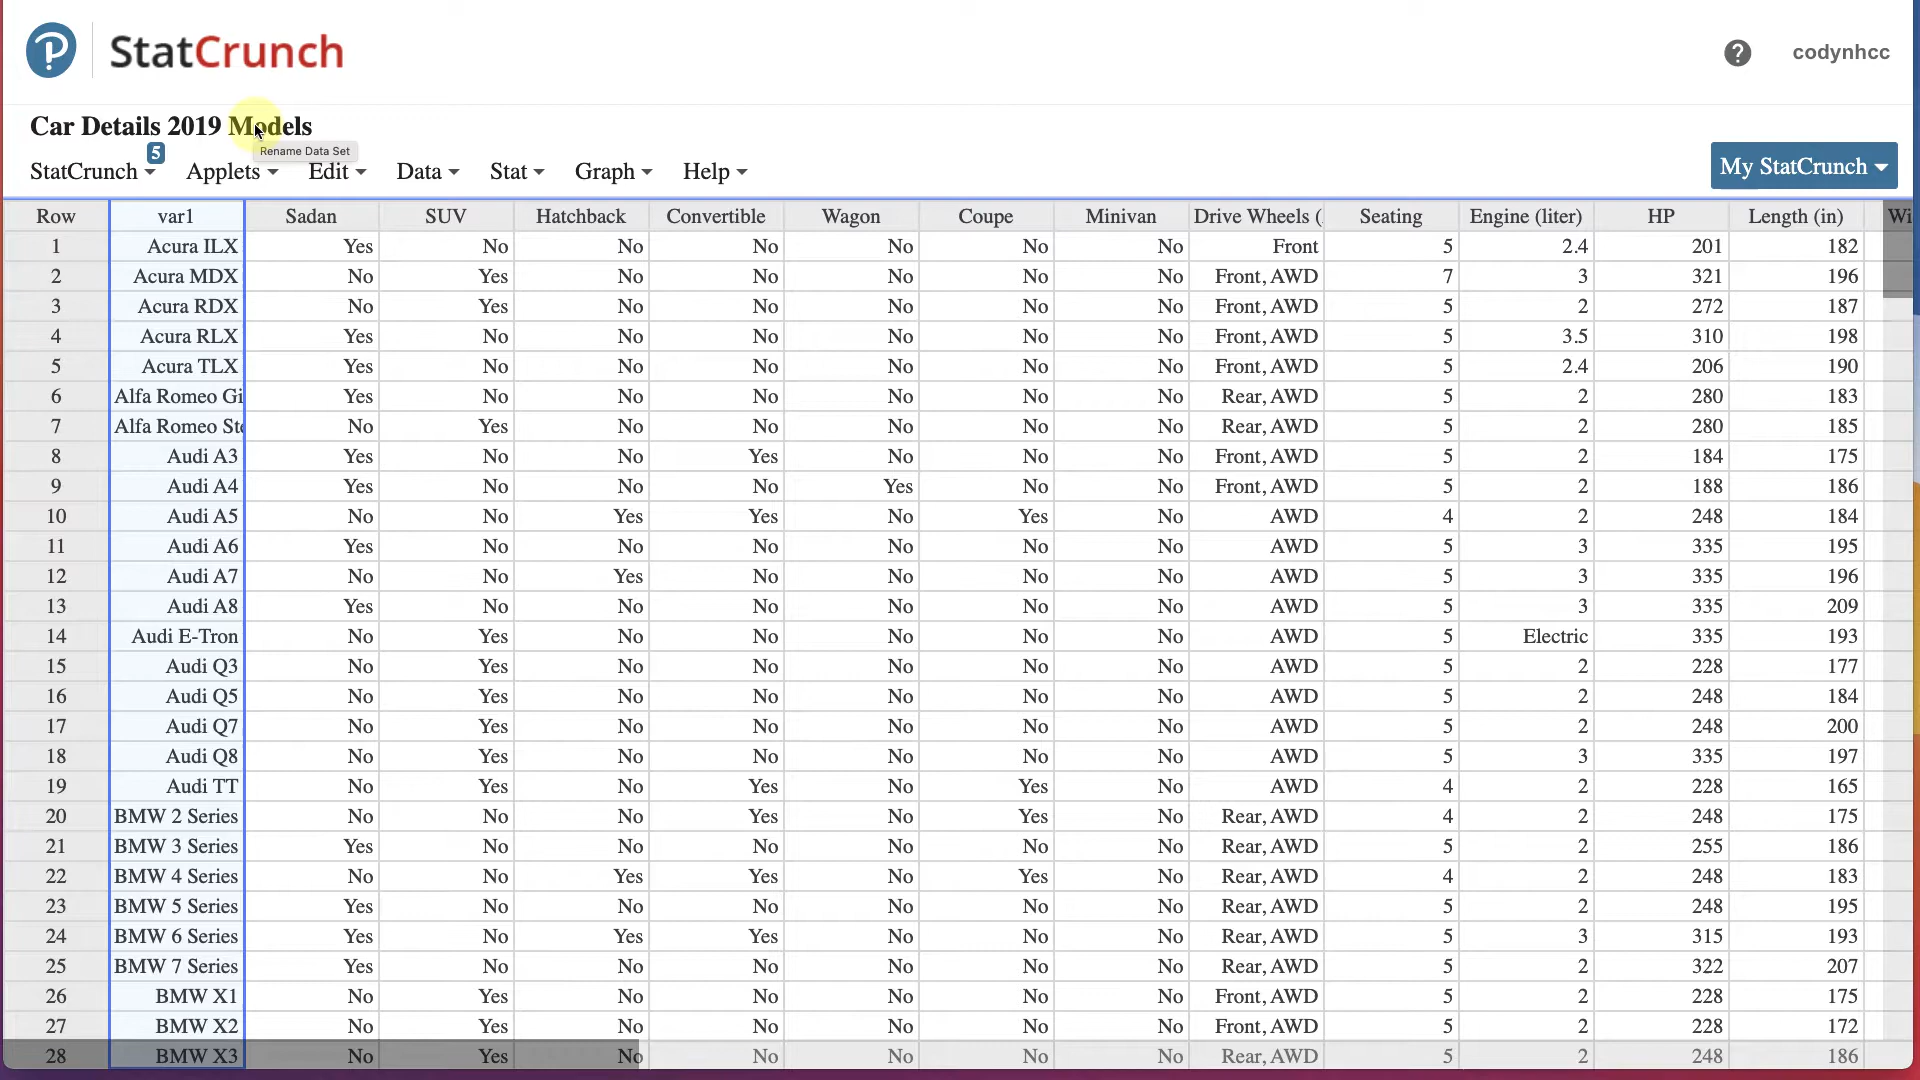 StatCrunch
codynhcc
Car Details 2019 Models
Rename Data Set
StatCrunch 5 Applets Edit Data Stat Graph Help My StatCrunch
Row var1 Sadan SUV Hatchback Convertible Wagon Coupe Minivan Drive Wheels ( Seating Engine (liter) HP Length (in) Wi
1 Acura ILX Yes No No No No No No Front 5 2.4 201 182
2 Acura MDX No Yes No No No No No Front, AWD 7 3 321 196
3 Acura RDX No Yes No No No No No Front, AWD 5 2 272 187
4 Acura RLX Yes No No No No No No Front, AWD 5 3.5 310 198
5 Acura TLX Yes No No No No No No Front, AWD 5 2.4 206 190
6 Alfa Romeo Gi Yes No No No No No No Rear, AWD 5 2 280 183
7 Alfa Romeo Ste No Yes No No No No No Rear, AWD 5 2 280 185
8 Audi A3 Yes No No Yes No No No Front, AWD 5 2 184 175
9 Audi A4 Yes No No No Yes No No Front, AWD 5 2 188 186
10 Audi A5 No No Yes Yes No Yes No AWD 4 2 248 184
11 Audi A6 Yes No No No No No No AWD 5 3 335 195
12 Audi A7 No No Yes No No No No AWD 5 3 335 196
13 Audi A8 Yes No No No No No No AWD 5 3 335 209
14 Audi E-Tron No Yes No No No No No AWD 5 Electric 335 193
15 Audi Q3 No Yes No No No No No AWD 5 2 228 177
16 Audi Q5 No Yes No No No No No AWD 5 2 248 184
17 Audi Q7 No Yes No No No No No AWD 5 2 248 200
18 Audi Q8 No Yes No No No No No AWD 5 3 335 197
19 Audi TT No Yes No Yes No Yes No AWD 4 2 228 165
20 BMW 2 Series No No No Yes No Yes No Rear, AWD 4 2 248 175
21 BMW 3 Series Yes No No No No No No Rear, AWD 5 2 255 186
22 BMW 4 Series No No Yes Yes No Yes No Rear, AWD 4 2 248 183
23 BMW 5 Series Yes No No No No No No Rear, AWD 5 2 248 195
24 BMW 6 Series Yes No Yes Yes No No No Rear, AWD 5 3 315 193
25 BMW 7 Series Yes No No No No No No Rear, AWD 5 2 322 207
26 BMW X1 No Yes No No No No No Front, AWD 5 2 228 175
27 BMW X2 No Yes No No No No No Front, AWD 5 2 228 172
28 BMW X3 No Yes No No No No No Rear, AWD 5 2 248 186